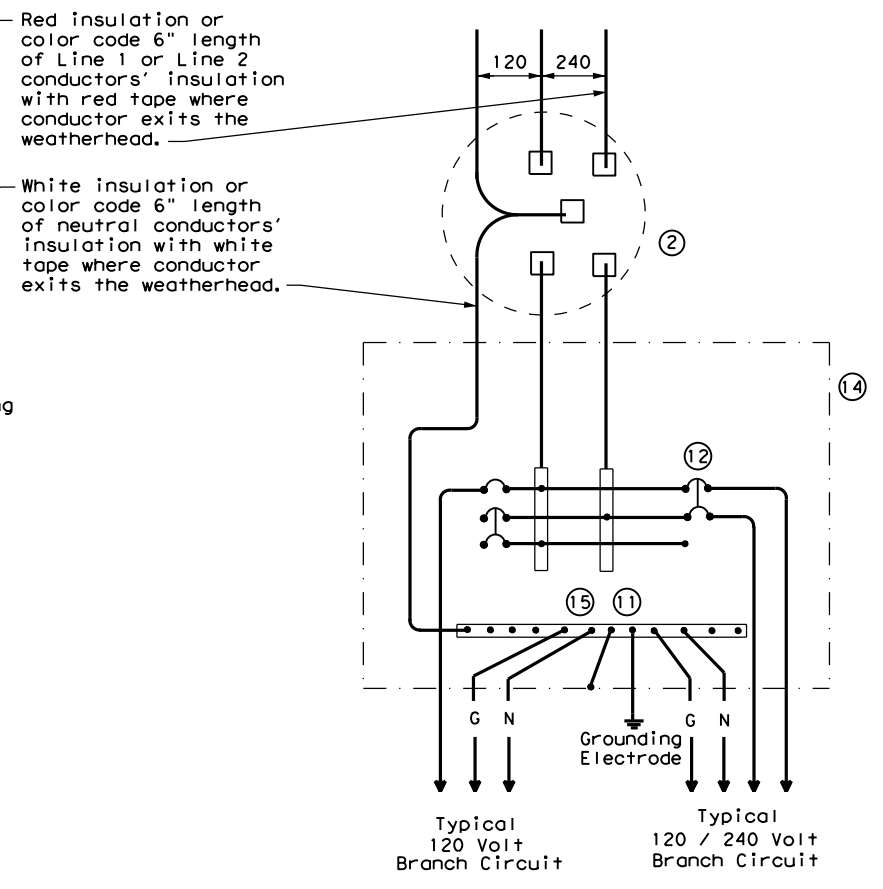 Red insulation or
color code 6" length
of Line 1 or Line 2
conductors' insulation
with red tape where
conductor exits the
weatherhead.
120
240
White insulation or
color code 6" length
of neutral conductors'
insulation with white
tape where conductor
exits the weatherhead.
2
14
12
15
11
G
N
G
N
Grounding
Electrode
Typical
120 Volt
Branch Circuit
Typical
120 / 240 Volt
Branch Circuit